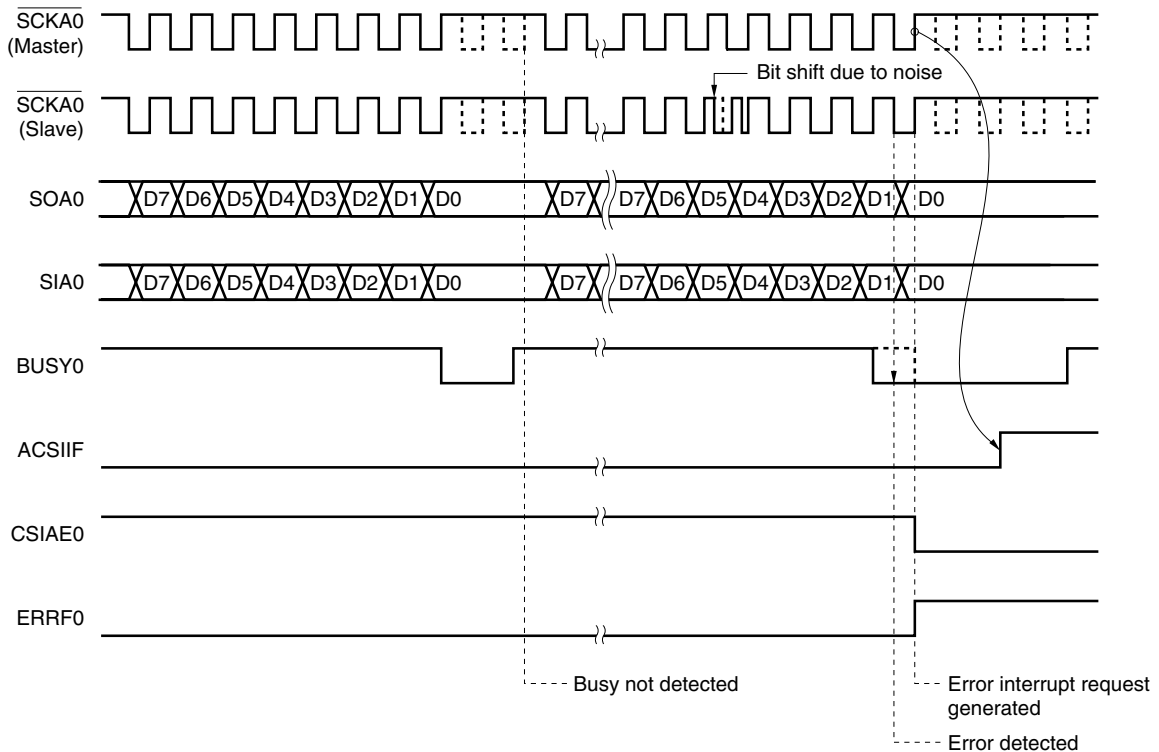 SCKA0
(Master)
Bit shift due to noise
SCKA0
(Slave)
SOA0
D7 D6 D5 D4 D3 D2 D1 D0 D7 D7 D6 D5 D4 D3 D2 D1 D0
SIA0
D7 D6 D5 D4 D3 D2 D1 D0 D7 D7 D6 D5 D4 D3 D2 D1 D0
BUSY0
ACSIIF
CSIAE0
ERRF0
Busy not detected
Error interrupt request
generated
Error detected